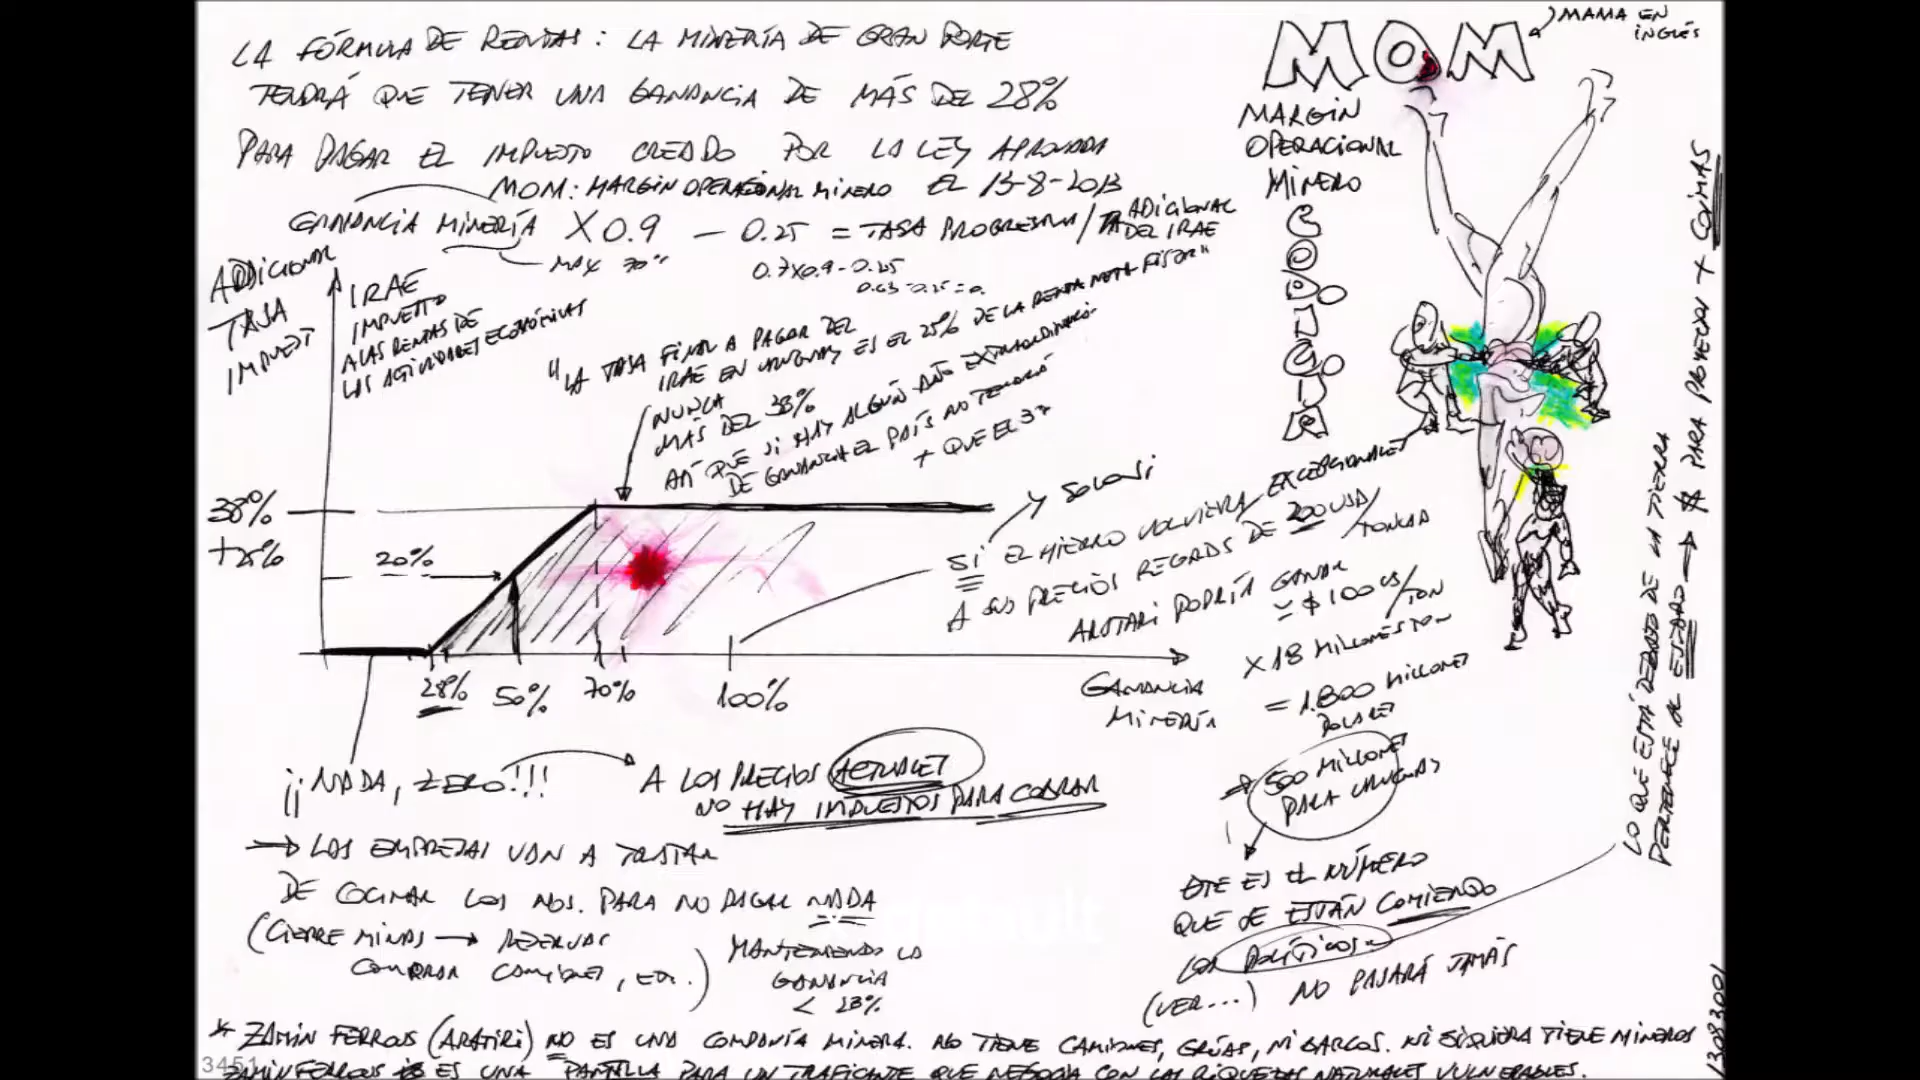 LA FÓRMULA DE RENTAS: LA MINERÍA DE GRAN PORTE
TENDRÁ QUE TENER UNA GANANCIA DE MÁS DEL 28%
PARA PAGAR EL IMPUESTO CREADO POR LA LEY APROBADA
MOM: MARGIN OPERACIONAL MINERO EL 13-8-2013
GANANCIA MINERÍA X 0.9 - 0.25 = TASA PROGRESIVA/ ADICIONAL
DEL IRAE
MAX 70%
0.7X0.9-0.25
ADICIONAL
TASA
IMPUEST
IRAE
IMPUESTO
A LAS RENTAS DE
LAS ACTIVIDADES ECONÓMICAS
"LA TASA FINAL A PAGAR DEL
IRAE EN URUGUAY ES EL 25% DE LA RENTA NETA FISCAL"
NUNCA
MÁS DEL 38%
AÚN QUE SI HAY ALGÚN AÑO EXTRAORDINARIO
DE GANANCIA EL PAÍS NO TENDRÁ
+ QUE EL 3
38%
+25%
20%
28%
50%
70%
100%
GANANCIA
MINERÍA
SOLO SI
SI EL HIERRO VOLVIERA EXCEPCIONALES
A SUS PRECIOS REGORDS DE 200 USD/
TONELADA
ARATARI PODRÍA GANAR
≃ $100 US/TON
X 18 MILLONES TON
= 1.800 MILLONES
DOLARES
→ 500 MILLONES
PARA URUGUAY
ESTE ES EL NÚMERO
QUE SE ESTÁN COMIENDO
LOS POLÍTICOS
(VER...) NO PASARÁ JAMÁS
¡¡NADA, ZERO!!!
A LOS PRECIOS ACTUALES
NO HAY IMPUESTOS PARA COBRAR
→ LAS EMPRESAS VAN A TRATAR
DE COCINAR LOS NOS. PARA NO PAGAR NADA
(CIERRE MINAS → RESERVAS
COMPRAR CAMIONES, ETC.)
MANTENIENDO LA
GANANCIA
< 28%
* ZAMIN FERROUS (ARATIRI) NO ES UNA COMPAÑÍA MINERA. NO TIENE CAMIONES, GRÚAS, NI BARCOS. NI SIQUIERA TIENE MINEROS
ZAMIN FERROUS ES UNA PANTALLA PARA UN TRAFICANTE QUE NEGOCIA CON LAS RIQUEZAS NATURALES VULNERABLES.
3451
MOM
MAMA EN
INGLÉS
MARGIN
OPERACIONAL
MINERO
LO QUE ESTÁ DEBAJO DE LA TIERRA
PERTENECE AL ESTADO → $ PARA PROYECTOS + COIMAS
13083001